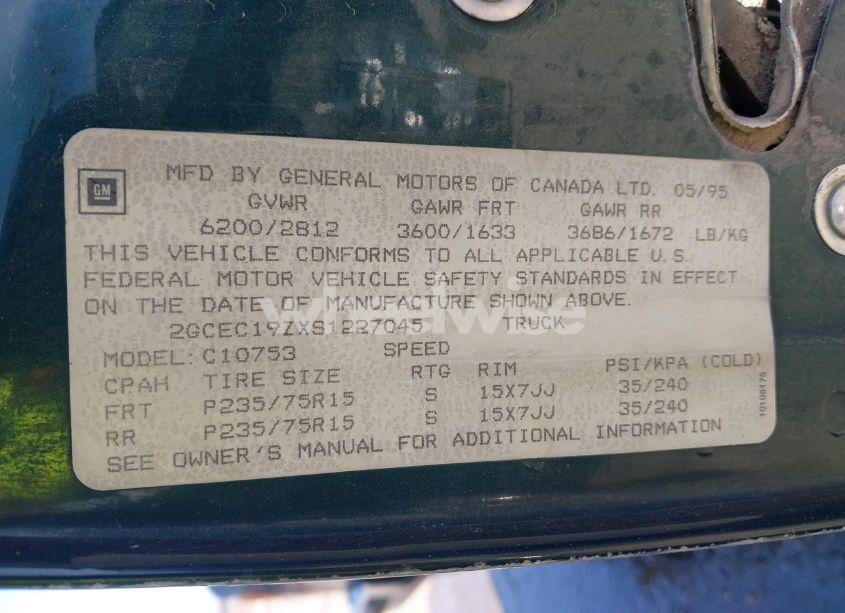 GM
MFD BY GENERAL MOTORS OF CANADA LTD. 05/95
GVWR GAWR FRT GAWR RR
6200/2812 3600/1633 3686/1672 LB/KG
THIS VEHICLE CONFORMS TO ALL APPLICABLE U.S.
FEDERAL MOTOR VEHICLE SAFETY STANDARDS IN EFFECT
ON THE DATE OF MANUFACTURE SHOWN ABOVE.
2GCEC19ZXS1227045 TRUCK
MODEL: C10753 SPEED
CPAH TIRE SIZE RTG RIM PSI/KPA (COLD)
FRT P235/75R15 S 15X7JJ 35/240
RR P235/75R15 S 15X7JJ 35/240
SEE OWNER'S MANUAL FOR ADDITIONAL INFORMATION
10108176